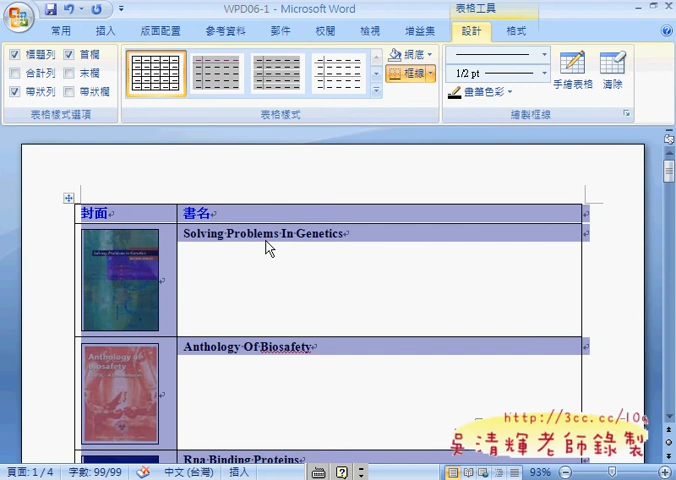 WPD06-1 - Microsoft Word
表格工具
常用 插入 版面配置 參考資料 郵件 校閱 檢視 增益集 設計 格式
標題列 首欄
合計列 末欄
帶狀列 帶狀欄
表格樣式選項
表格樣式
網底
框線
1/2 pt
畫筆色彩
手繪表格
清除
繪製框線
封面 書名
Solving Problems In Genetics
Anthology Of Biosafety
Anthology of
Biosafety
Rna Binding Proteins
http://3cc.cc/10q
吳清輝老師錄製
頁面: 1 / 4 字數: 99/99 中文 (台灣) 插入 93%